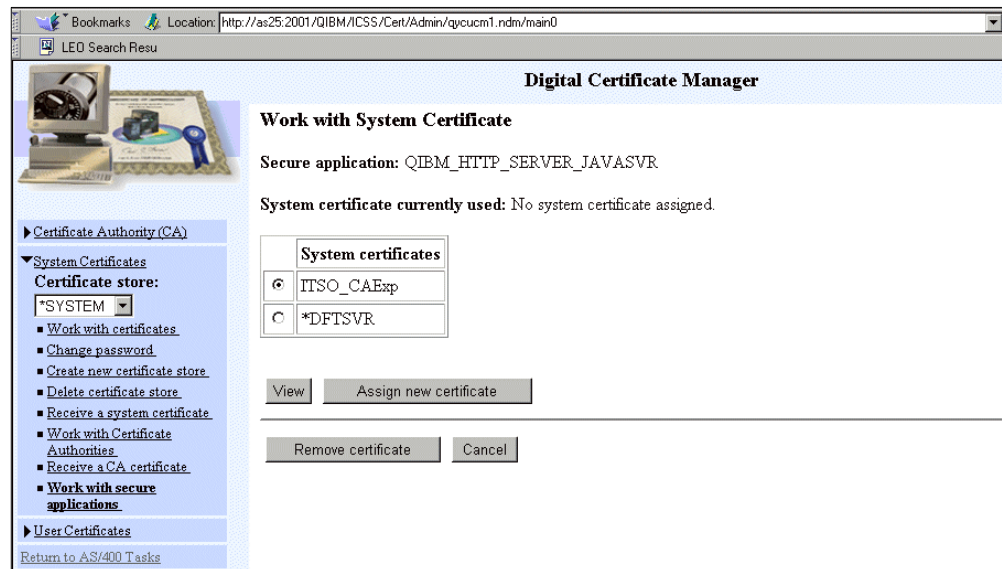 Bookmarks Location: http://as25:2001/QIBM/ICSS/Cert/Admin/qycucm1.ndm/main0
LEO Search Resu
Digital Certificate Manager
Work with System Certificate
Secure application: QIBM_HTTP_SERVER_JAVASVR
System certificate currently used: No system certificate assigned.
System certificates
ITSO_CAExp
*DFTSVR
View Assign new certificate
Remove certificate Cancel
Certificate Authority (CA)
System Certificates
Certificate store:
*SYSTEM
Work with certificates
Change password
Create new certificate store
Delete certificate store
Receive a system certificate
Work with Certificate
Authorities
Receive a CA certificate
Work with secure
applications
User Certificates
Return to AS/400 Tasks